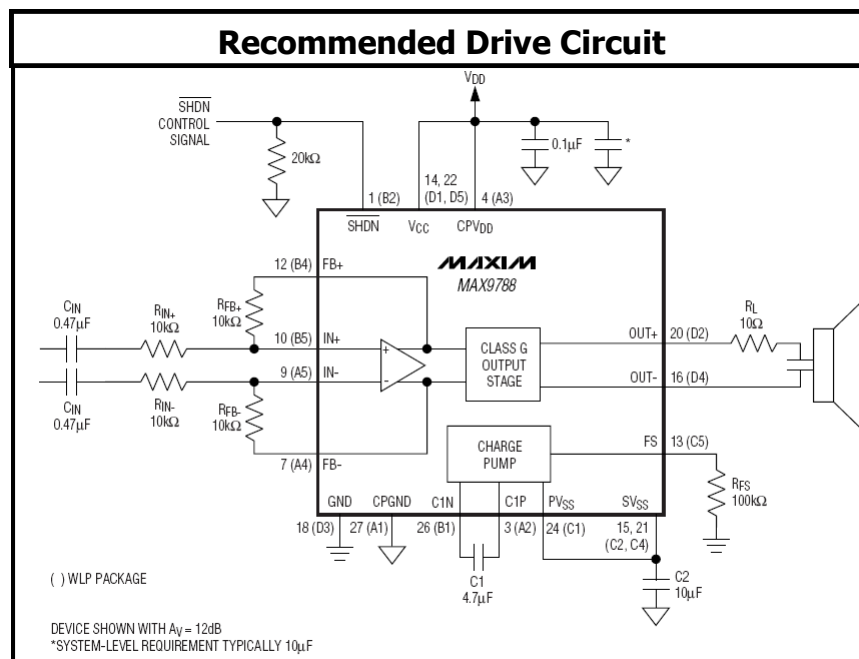 Recommended Drive Circuit
VDD
SHDN
CONTROL
SIGNAL
20kΩ
0.1µF
*
1 (B2)
14, 22
(D1, D5)
4 (A3)
SHDN
VCC
CPVDD
12 (B4)
FB+
MAXIM
MAX9788
CIN
0.47µF
RIN+
10kΩ
RFB+
10kΩ
10 (B5)
IN+
+
CLASS G
OUTPUT
STAGE
OUT+
20 (D2)
RL
10Ω
9 (A5)
IN-
-
OUT-
16 (D4)
CIN
0.47µF
RIN-
10kΩ
RFB-
10kΩ
7 (A4)
FB-
CHARGE
PUMP
FS
13 (C5)
RFS
100kΩ
GND
CPGND
C1N
C1P
PVSS
SVSS
18 (D3)
27 (A1)
26 (B1)
3 (A2)
24 (C1)
15, 21
(C2, C4)
C1
4.7µF
C2
10µF
( ) WLP PACKAGE
DEVICE SHOWN WITH AV = 12dB
*SYSTEM-LEVEL REQUIREMENT TYPICALLY 10µF